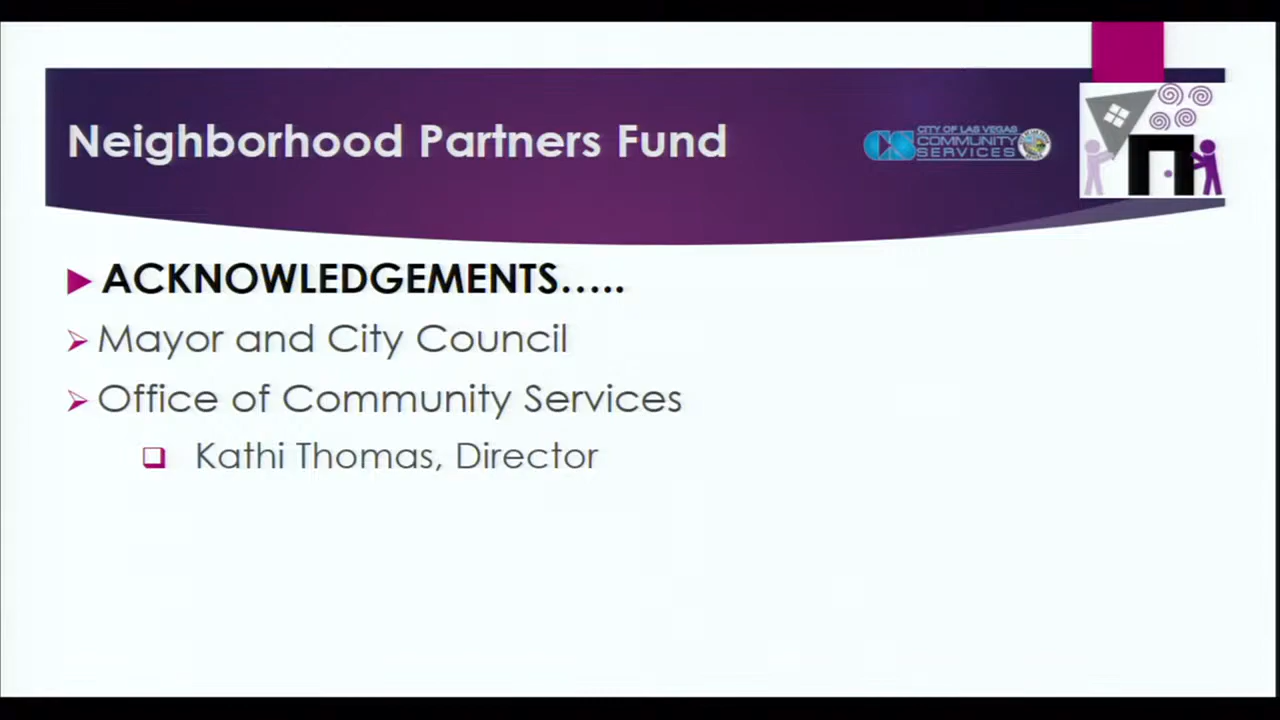 Neighborhood Partners Fund
CITY OF LAS VEGAS
COMMUNITY
SERVICES
ACKNOWLEDGEMENTS.....
Mayor and City Council
Office of Community Services
Kathi Thomas, Director